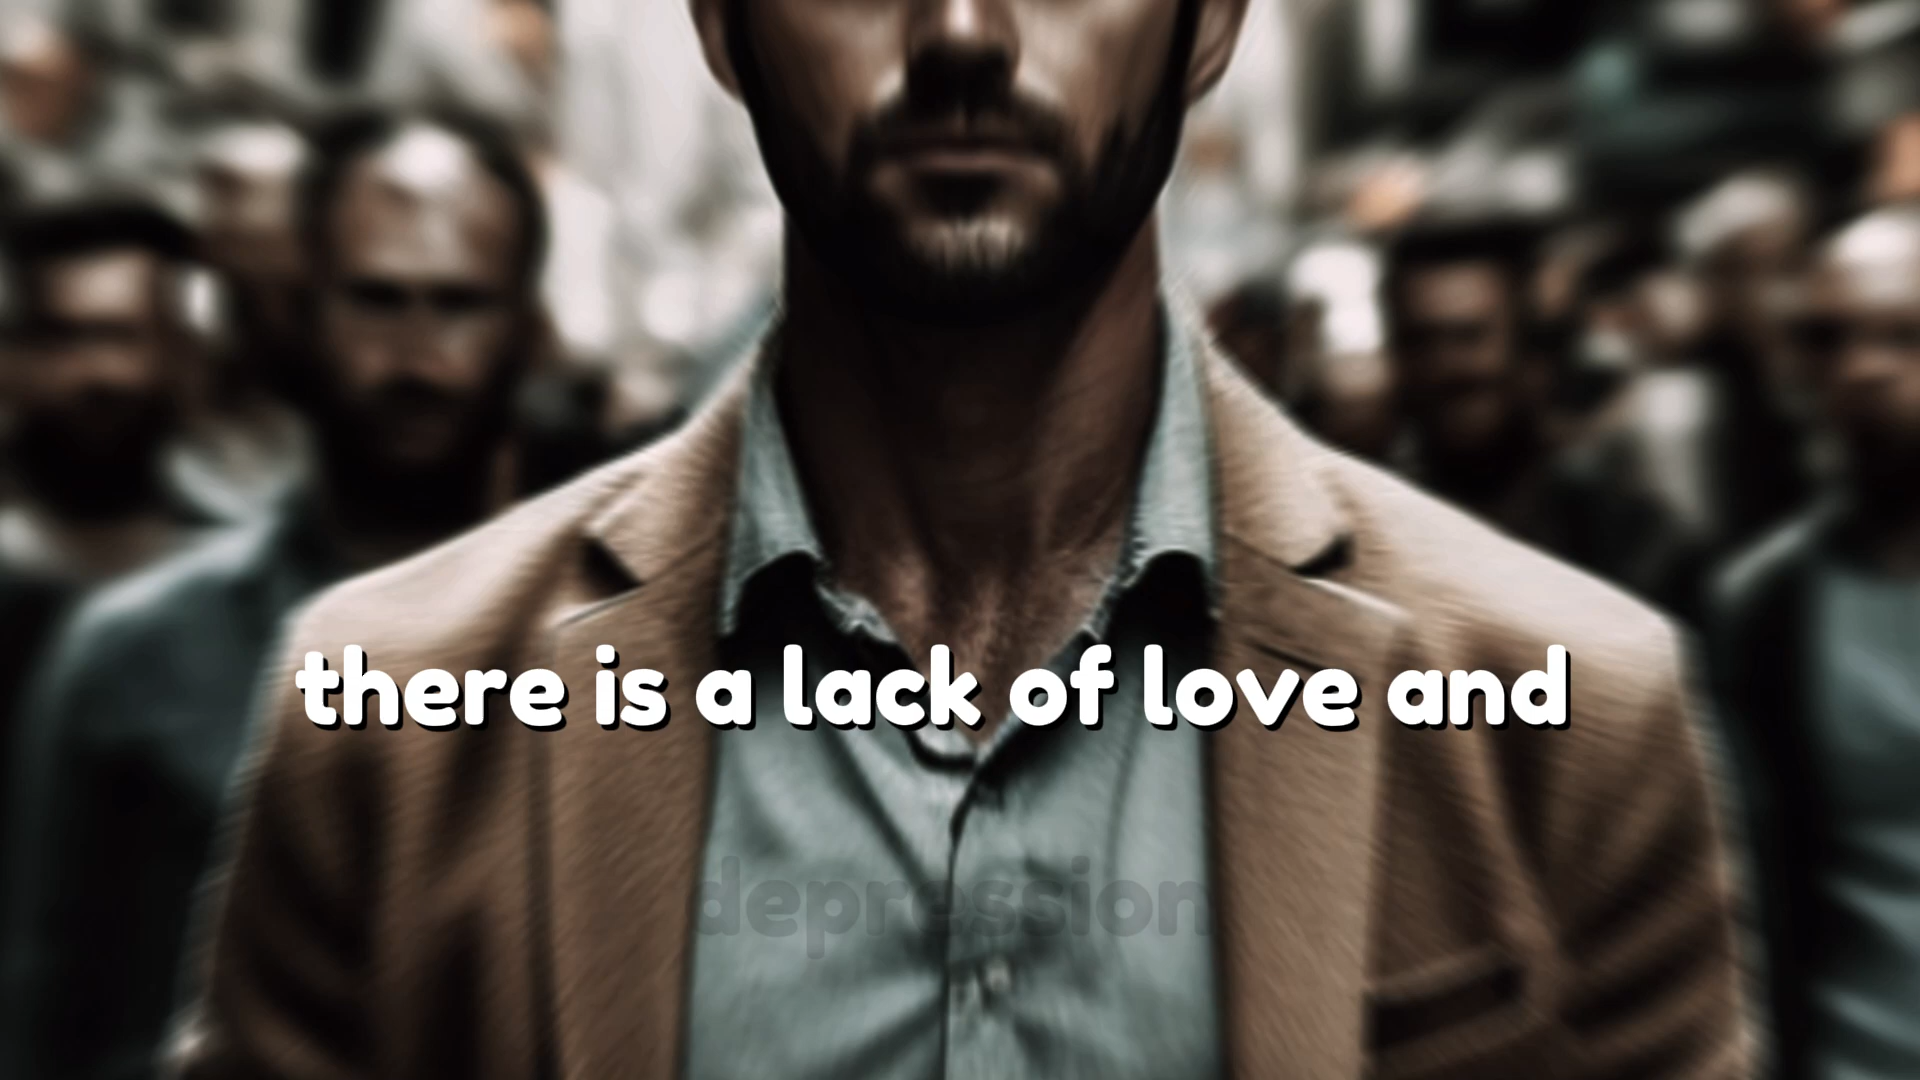 there is a lack of love and
depression